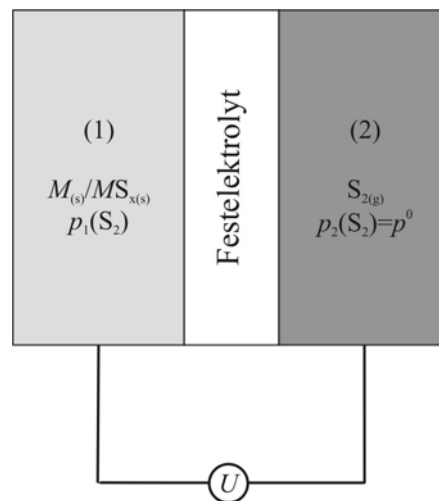 (1)
M(s)/MSx(s)
p1(S2)
Festelektrolyt
(2)
S2(g)
p2(S2)=p⁰
U